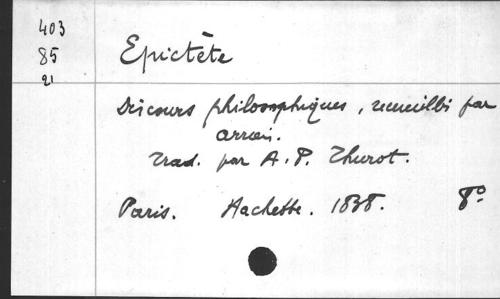 403
85
21
Epictète
Discours philosophiques, recueillis par
Arrien.
Trad. par A. P. Thurot.
Paris. Hachette. 1838. 8°